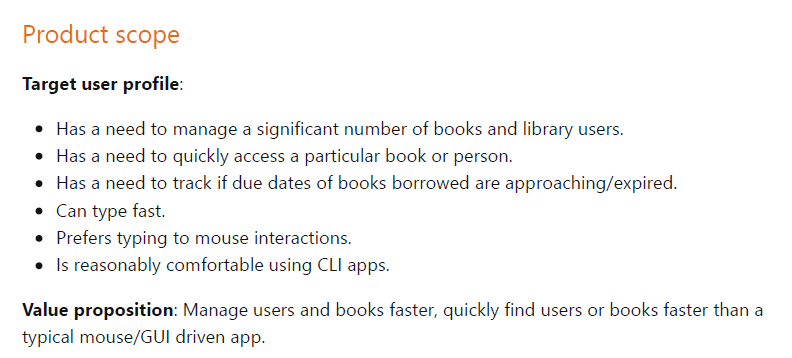 Product scope
Target user profile:
• Has a need to manage a significant number of books and library users.
• Has a need to quickly access a particular book or person.
• Has a need to track if due dates of books borrowed are approaching/expired.
• Can type fast.
• Prefers typing to mouse interactions.
• Is reasonably comfortable using CLI apps.
Value proposition: Manage users and books faster, quickly find users or books faster than a
typical mouse/GUI driven app.